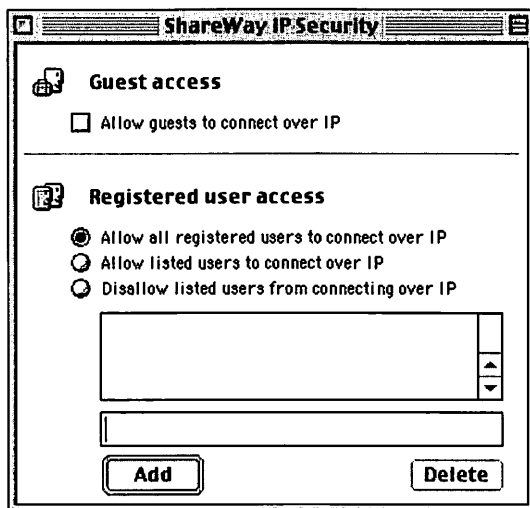 ShareWay IP Security
Guest access
Allow guests to connect over IP
Registered user access
Allow all registered users to connect over IP
Allow listed users to connect over IP
Disallow listed users from connecting over IP
Add
Delete